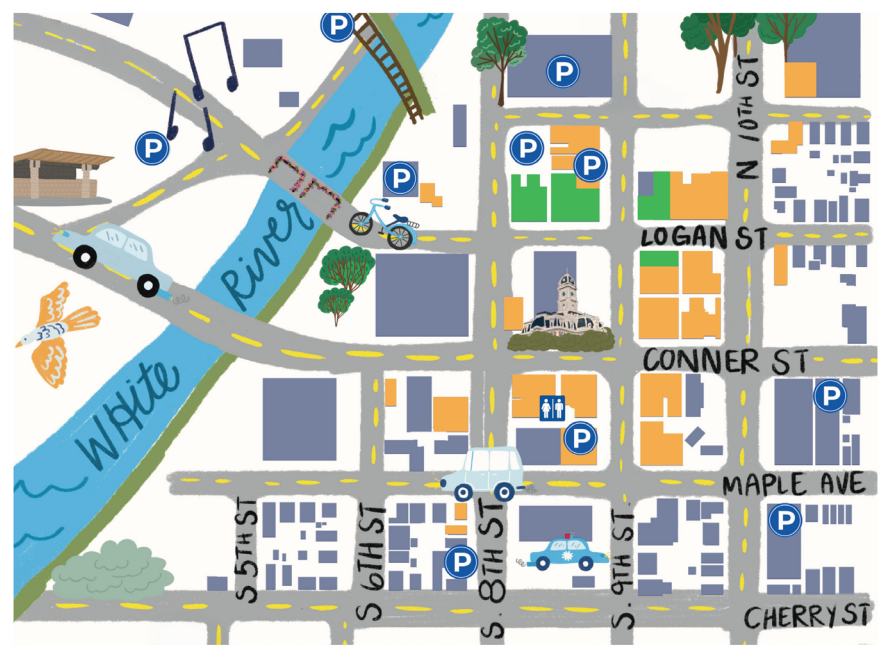 P
P
P
P
P
P
N 10TH ST
LOGAN ST
WHITE RIVER
CONNER ST
P
P
MAPLE AVE
P
P
S. 5TH ST
S. 6TH ST
S. 8TH ST
S. 9TH ST
CHERRY ST